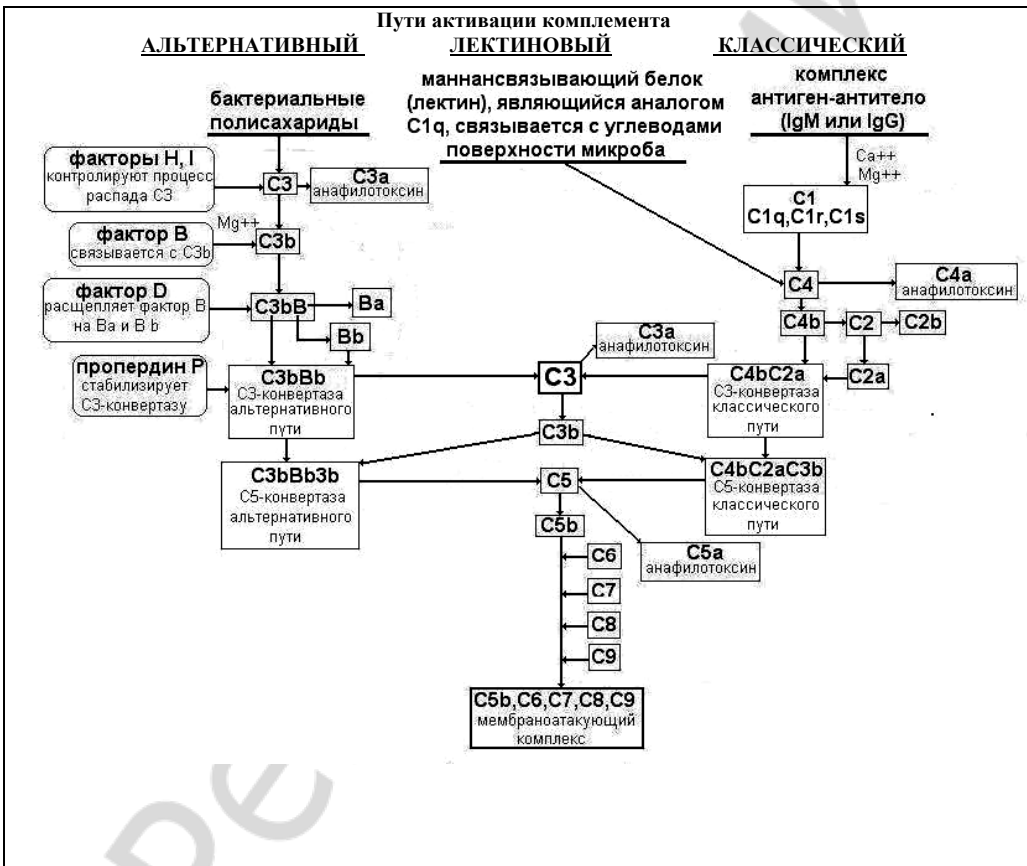 Пути активации комплемента
АЛЬТЕРНАТИВНЫЙ ЛЕКТИНОВЫЙ КЛАССИЧЕСКИЙ
бактериальные
полисахариды
маннансвязывающий белок
(лектин), являющийся аналогом
C1q, связывается с углеводами
поверхности микроба
комплекс
антиген-антитело
(IgM или IgG)
Ca++
Mg++
факторы H, I
контролируют процесс
распада C3
C3
C3a
анафилотоксин
C1
C1q,C1r,C1s
Mg++
фактор B
связывается с C3b
C3b
C4
C4a
анафилотоксин
фактор D
расщепляет фактор B
на Ba и B b
C3bB
Ba
Bb
C4b
C2
C2b
C3a
анафилотоксин
пропердин P
стабилизирует
C3-конвертазу
C3bBb
C3-конвертаза
альтернативного
пути
C3
C4bC2a
C3-конвертаза
классического
пути
C2a
C3b
C3bBb3b
C5-конвертаза
альтернативного
пути
C5
C4bC2aC3b
C5-конвертаза
классического
пути
C5b
C5a
анафилотоксин
C6
C7
C8
C9
C5b,C6,C7,C8,C9
мембраноатакующий
комплекс